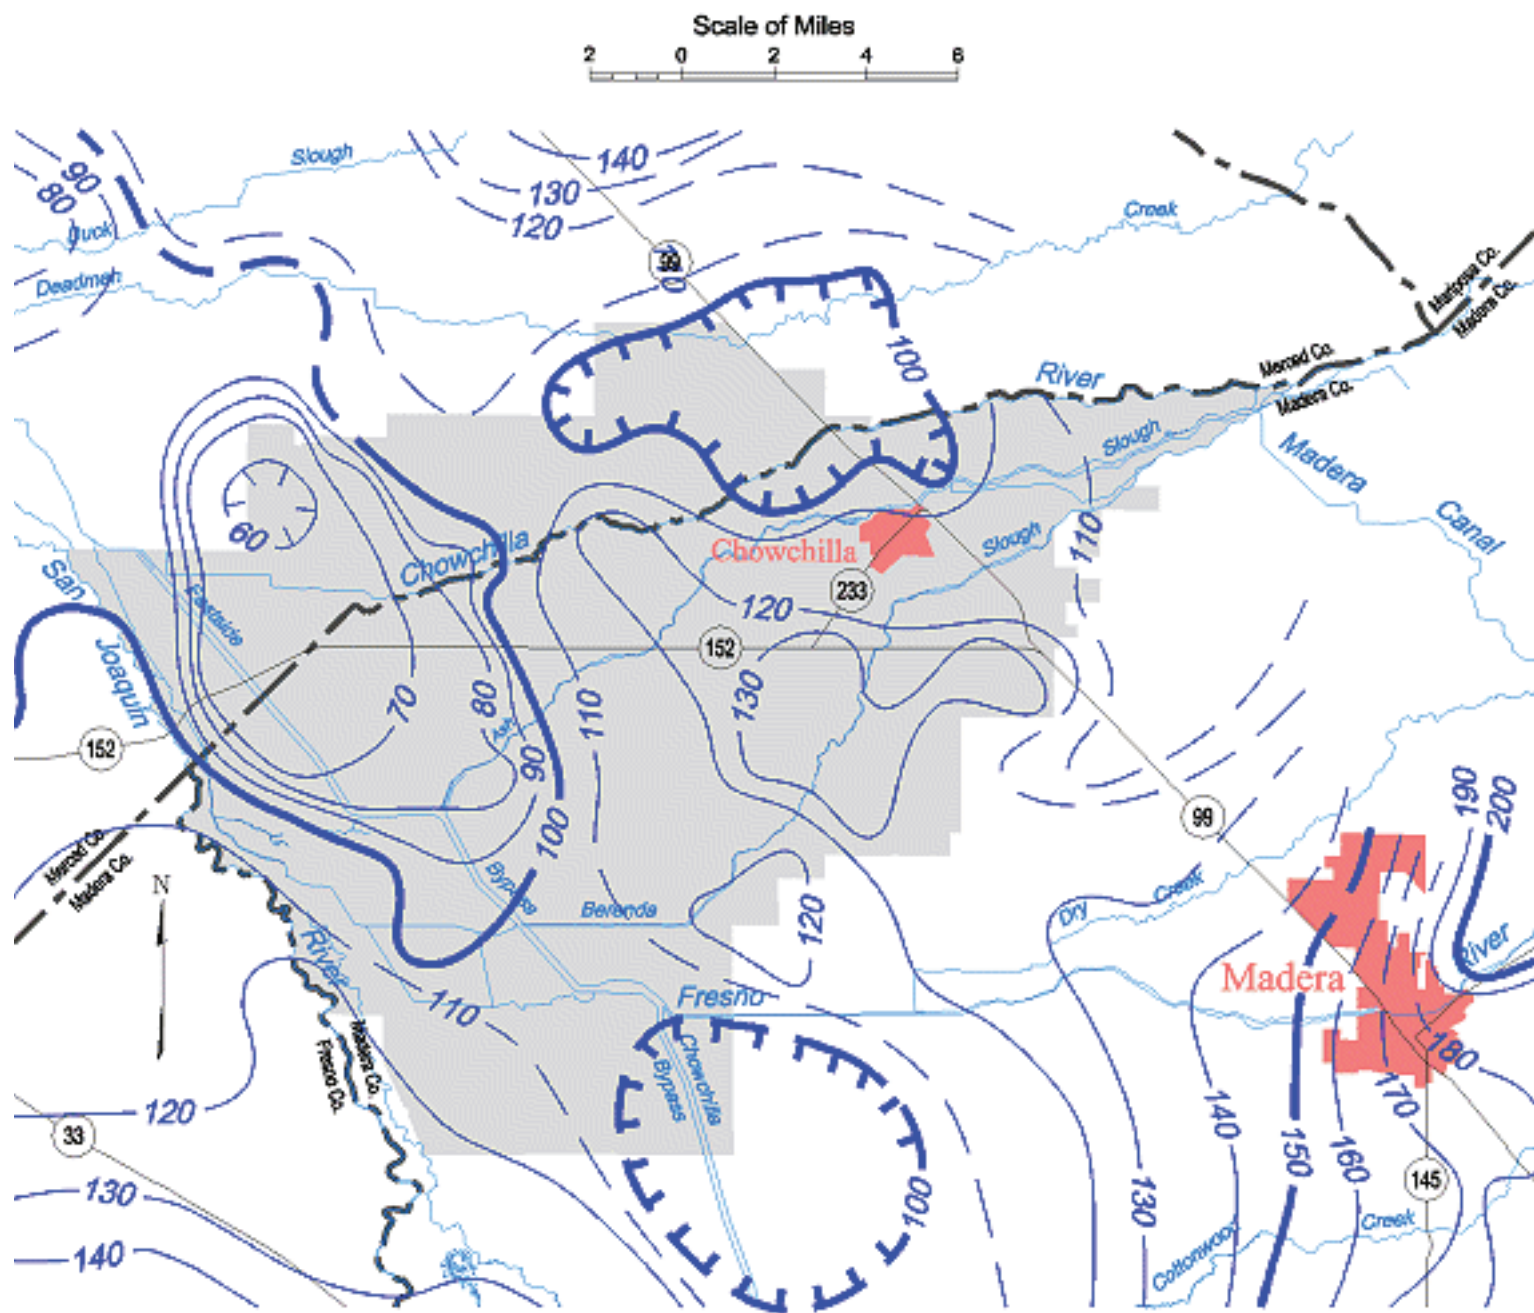 Scale of Miles
2 0 2 4 6
140
130
120
Slough
90
80
Duck
Deadman
99
Creek
Mariposa Co.
Madera Co.
100
River
Merced Co.
Madera Co.
Slough
Madera
Canal
60
Chowchilla
Chowchilla
Slough
110
233
San
Joaquin
Eastside
120
152
130
70
80
90
100
110
Ash
152
190
200
99
Merced Co.
Madera Co.
N
Bypass
Berenda
120
Dry
Creek
River
River
Madera
110
Fresno
Madera Co.
Fresno Co.
Chowchilla
Bypass
180
170
120
33
140
150
160
145
130
130
100
140
Cottonwood
Creek